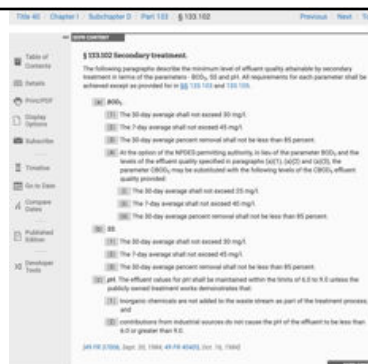 Title 40 / Chapter I / Subchapter D / Part 133 / § 133.102
Previous / Next / To
ECFR CONTENT
Table of
Contents
Details
Print/PDF
Display
Options
Subscribe
Timeline
Go to Date
Compare
Dates
Published
Edition
Developer
Tools
§ 133.102 Secondary treatment.
The following paragraphs describe the minimum level of effluent quality attainable by secondary
treatment in terms of the parameters - BOD₅, SS and pH. All requirements for each parameter shall be
achieved except as provided for in §§ 133.103 and 133.105.
(a) BOD₅.
(1) The 30-day average shall not exceed 30 mg/l.
(2) The 7-day average shall not exceed 45 mg/l.
(3) The 30-day average percent removal shall not be less than 85 percent.
(4) At the option of the NPDES permitting authority, in lieu of the parameter BOD₅ and the
levels of the effluent quality specified in paragraphs (a)(1), (a)(2) and (a)(3), the
parameter CBOD₅ may be substituted with the following levels of the CBOD₅ effluent
quality provided:
(i) The 30-day average shall not exceed 25 mg/l.
(ii) The 7-day average shall not exceed 40 mg/l.
(iii) The 30-day average percent removal shall not be less than 85 percent.
(b) SS.
(1) The 30-day average shall not exceed 30 mg/l.
(2) The 7-day average shall not exceed 45 mg/l.
(3) The 30-day average percent removal shall not be less than 85 percent.
(c) pH. The effluent values for pH shall be maintained within the limits of 6.0 to 9.0 unless the
publicly owned treatment works demonstrates that:
(1) Inorganic chemicals are not added to the waste stream as part of the treatment process;
and
(2) contributions from industrial sources do not cause the pH of the effluent to be less than
6.0 or greater than 9.0.
[49 FR 37006, Sept. 20, 1984; 49 FR 40405, Oct. 16, 1984]